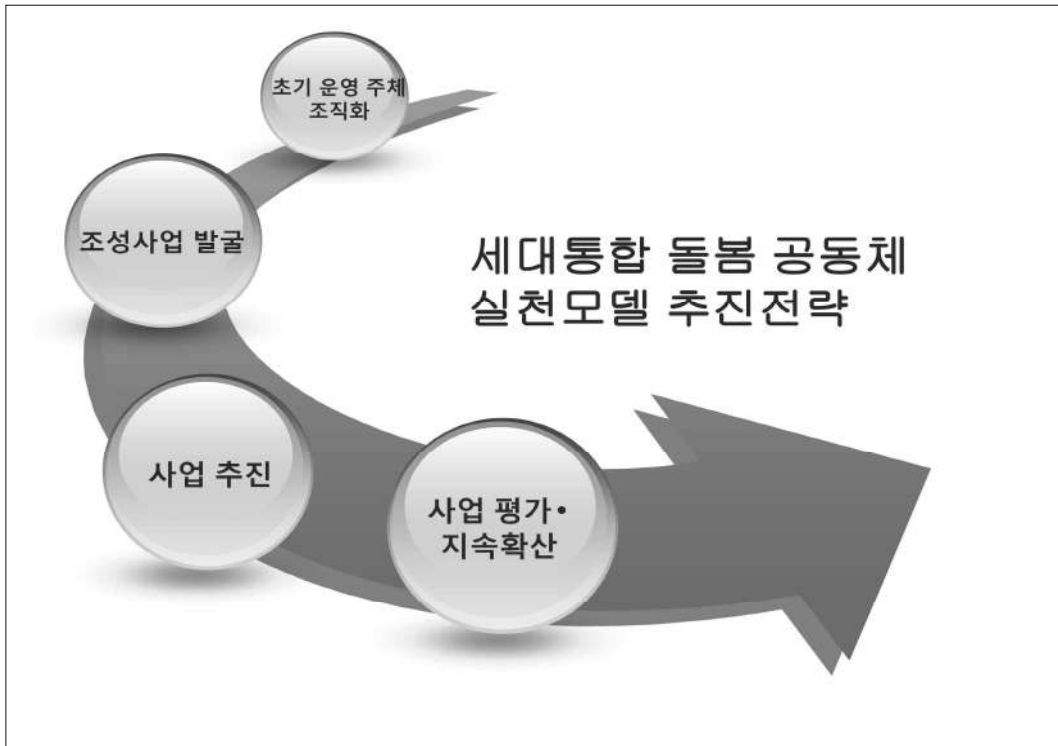 초기 운영 주체
조직화
조성사업 발굴
세대통합 돌봄 공동체
실천모델 추진전략
사업 추진
사업 평가•
지속확산